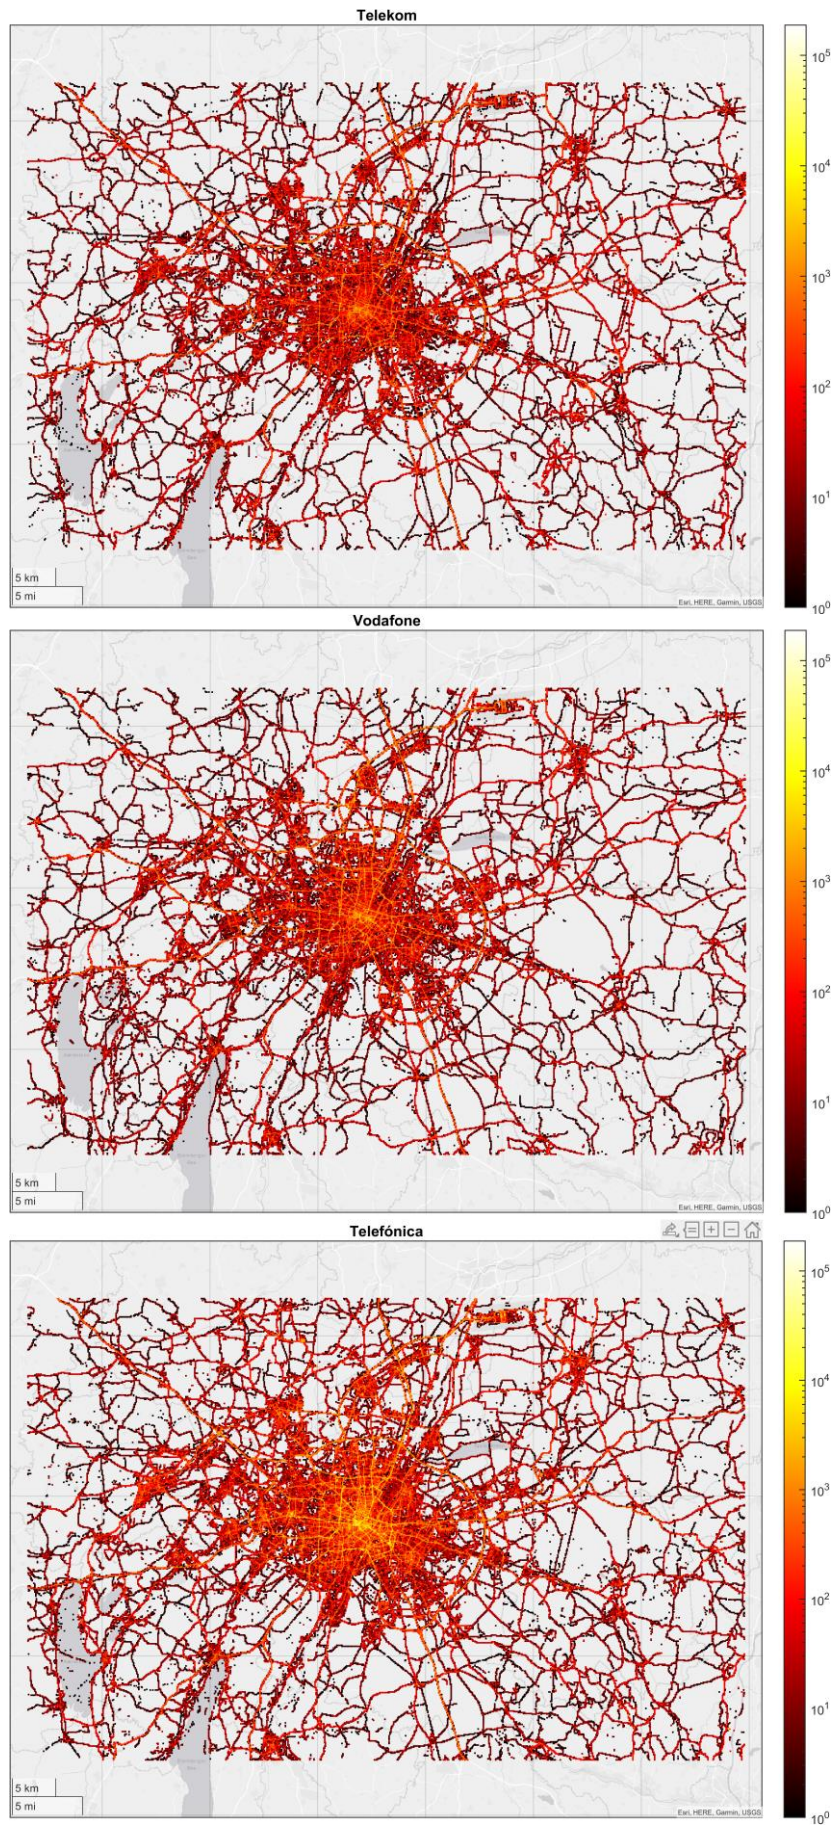 Telekom
10^5
10^4
10^3
10^2
10^1
10^0
5 km
5 mi
Esri, HERE, Garmin, USGS
Vodafone
10^5
10^4
10^3
10^2
10^1
10^0
5 km
5 mi
Esri, HERE, Garmin, USGS
Telefónica
10^5
10^4
10^3
10^2
10^1
10^0
5 km
5 mi
Esri, HERE, Garmin, USGS